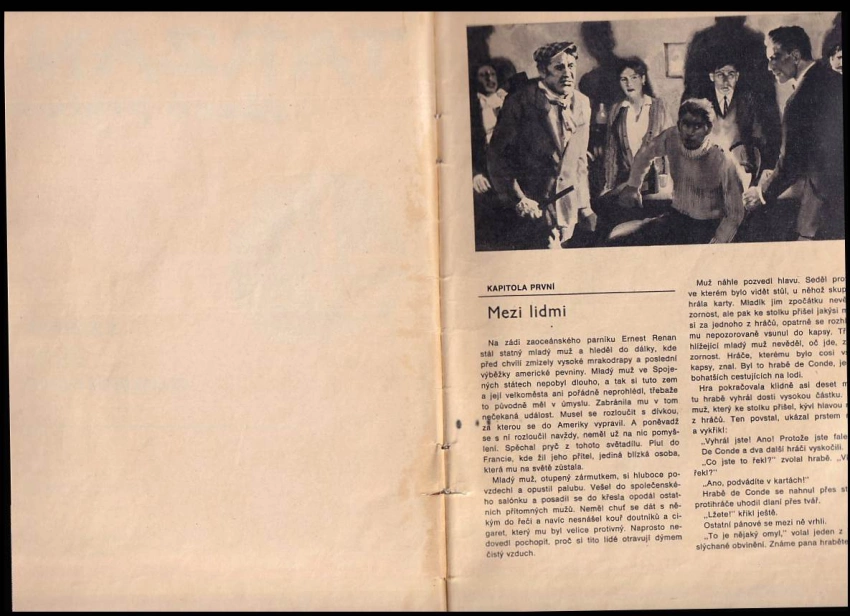 KAPITOLA PRVNÍ
Mezi lidmi
Na zádi zaoceánského parníku Ernest Renan
stál statný mladý muž a hleděl do dálky, kde
před chvílí zmizely vysoké mrakodrapy a poslední
výběžky americké pevniny. Mladý muž ve Spoje-
ných státech nepobyl dlouho, a tak si tuto zem
a její velkoměsta ani pořádně neprohlédl, třebaže
to původně měl v úmyslu. Zabránila mu v tom
nečekaná událost. Musel se rozloučit s dívkou,
za kterou se do Ameriky vypravil. A poněvadž
se s ní rozloučil navždy, neměl už na nic pomyš-
lení. Spěchal pryč z tohoto světadílu. Plul do
Francie, kde žil jeho přítel, jediná blízká osoba,
která mu na světě zůstala.
Mladý muž, otupený zármutkem, si hluboce po-
vzdechl a opustil palubu. Vešel do společenské-
ho salónku a posadil se do křesla opodál ostat-
ních přítomných mužů. Neměl chuť se dát s ně-
kým do řeči a navíc nesnášel kouř doutníků a ci-
garet, který mu byl velice protivný. Naprosto ne-
dovedl pochopit, proč si tito lidé otravují dýmem
čistý vzduch.
Muž náhle pozvedl hlavu. Seděl pro
ve kterém bylo vidět stůl, u něhož skup
hrála karty. Mladík jim zpočátku nevě
zornost, ale pak ke stolku přišel jakýsi
si za jednoho z hráčů, opatrně se rozhl
mu nepozorovaně vsunul do kapsy. Tř
hlížející mladý muž nevěděl, oč jde, z
zornost. Hráče, kterému bylo cosi v
kapsy, znal. Byl to hrabě de Conde, je
bohatších cestujících na lodi.
Hra pokračovala klidně asi deset m
tu hrabě vyhrál dosti vysokou částku.
muž, který ke stolku přišel, kývl hlavou
z hráčů. Ten povstal, ukázal prstem
a vykřikl:
„Vyhrál jste! Ano! Protože jste fale
De Conde a dva další hráči vyskočili.
„Co jste to řekl?" zvolal hrabě. „V
řekl?"
„Ano, podvádíte v kartách!"
Hrabě de Conde se nahnul přes st
protihráče uhodil dlaní přes tvář.
„Lžete!" křikl ještě.
Ostatní pánové se mezi ně vrhli.
„To je nějaký omyl," volal jeden z
slýchané obvinění. Známe pana hraběte